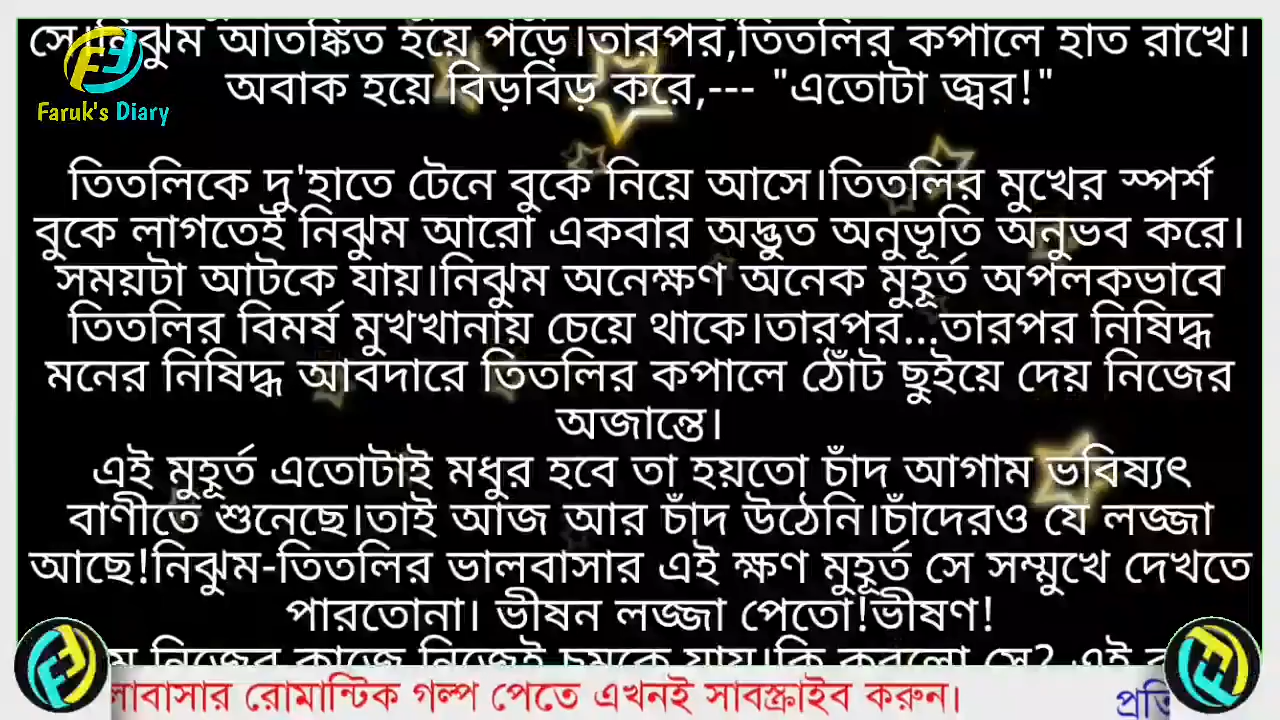 সে।নিঝুম আতঙ্কিত হয়ে পড়ে।তারপর,তিতলির কপালে হাত রাখে।
অবাক হয়ে বিড়বিড় করে,--- "এতোটা জ্বর!"
Faruk's Diary
তিতলিকে দু'হাতে টেনে বুকে নিয়ে আসে।তিতলির মুখের স্পর্শ
বুকে লাগতেই নিঝুম আরো একবার অদ্ভুত অনুভূতি অনুভব করে।
সময়টা আটকে যায়।নিঝুম অনেক্ষণ অনেক মুহূর্ত অপলকভাবে
তিতলির বিমর্ষ মুখখানায় চেয়ে থাকে।তারপর...তারপর নিষিদ্ধ
মনের নিষিদ্ধ আবদারে তিতলির কপালে ঠোঁট ছুইয়ে দেয় নিজের
অজান্তে।
এই মুহূর্ত এতোটাই মধুর হবে তা হয়তো চাঁদ আগাম ভবিষ্যৎ
বাণীতে শুনেছে।তাই আজ আর চাঁদ উঠেনি।চাঁদেরও যে লজ্জা
আছে!নিঝুম-তিতলির ভালবাসার এই ক্ষণ মুহূর্ত সে সম্মুখে দেখতে
পারতোনা। ভীষন লজ্জা পেতো!ভীষণ!
নিজের কাজে নিজেই চমকে যায়।কি করলো সে? এই
লাবাসার রোমান্টিক গল্প পেতে এখনই সাবস্ক্রাইব করুন। প্রতি